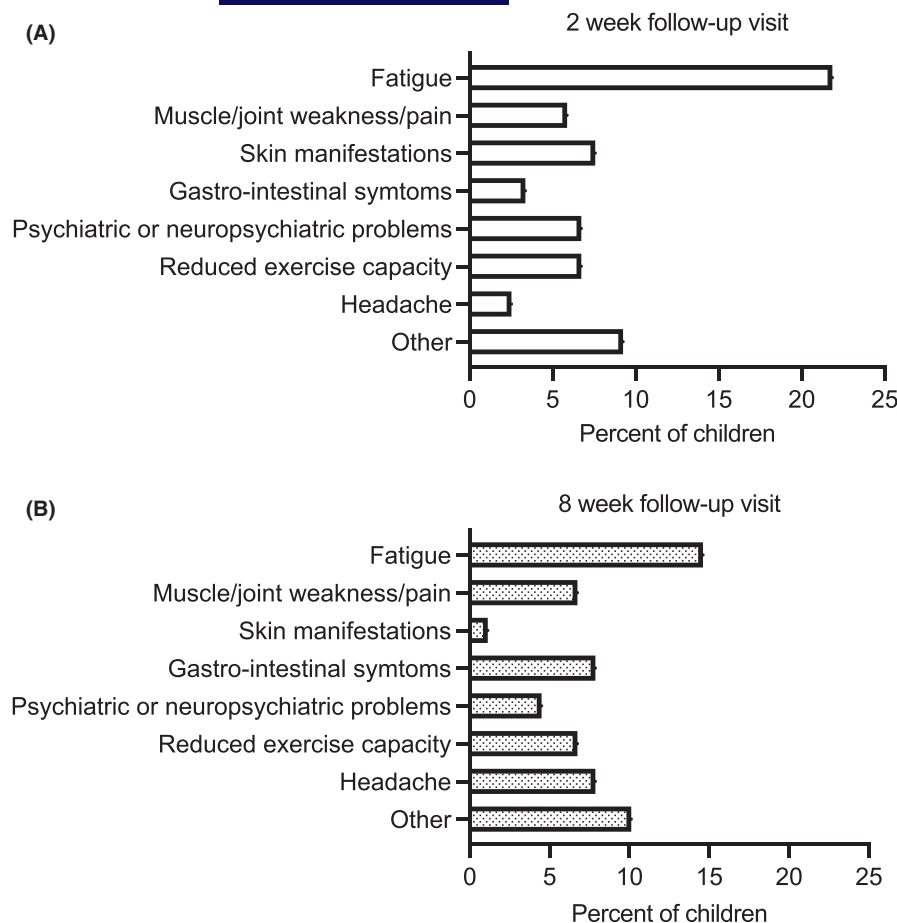 (A)
2 week follow-up visit
Fatigue
Muscle/joint weakness/pain
Skin manifestations
Gastro-intestinal symtoms
Psychiatric or neuropsychiatric problems
Reduced exercise capacity
Headache
Other
0 5 10 15 20 25
Percent of children
(B)
8 week follow-up visit
Fatigue
Muscle/joint weakness/pain
Skin manifestations
Gastro-intestinal symtoms
Psychiatric or neuropsychiatric problems
Reduced exercise capacity
Headache
Other
0 5 10 15 20 25
Percent of children